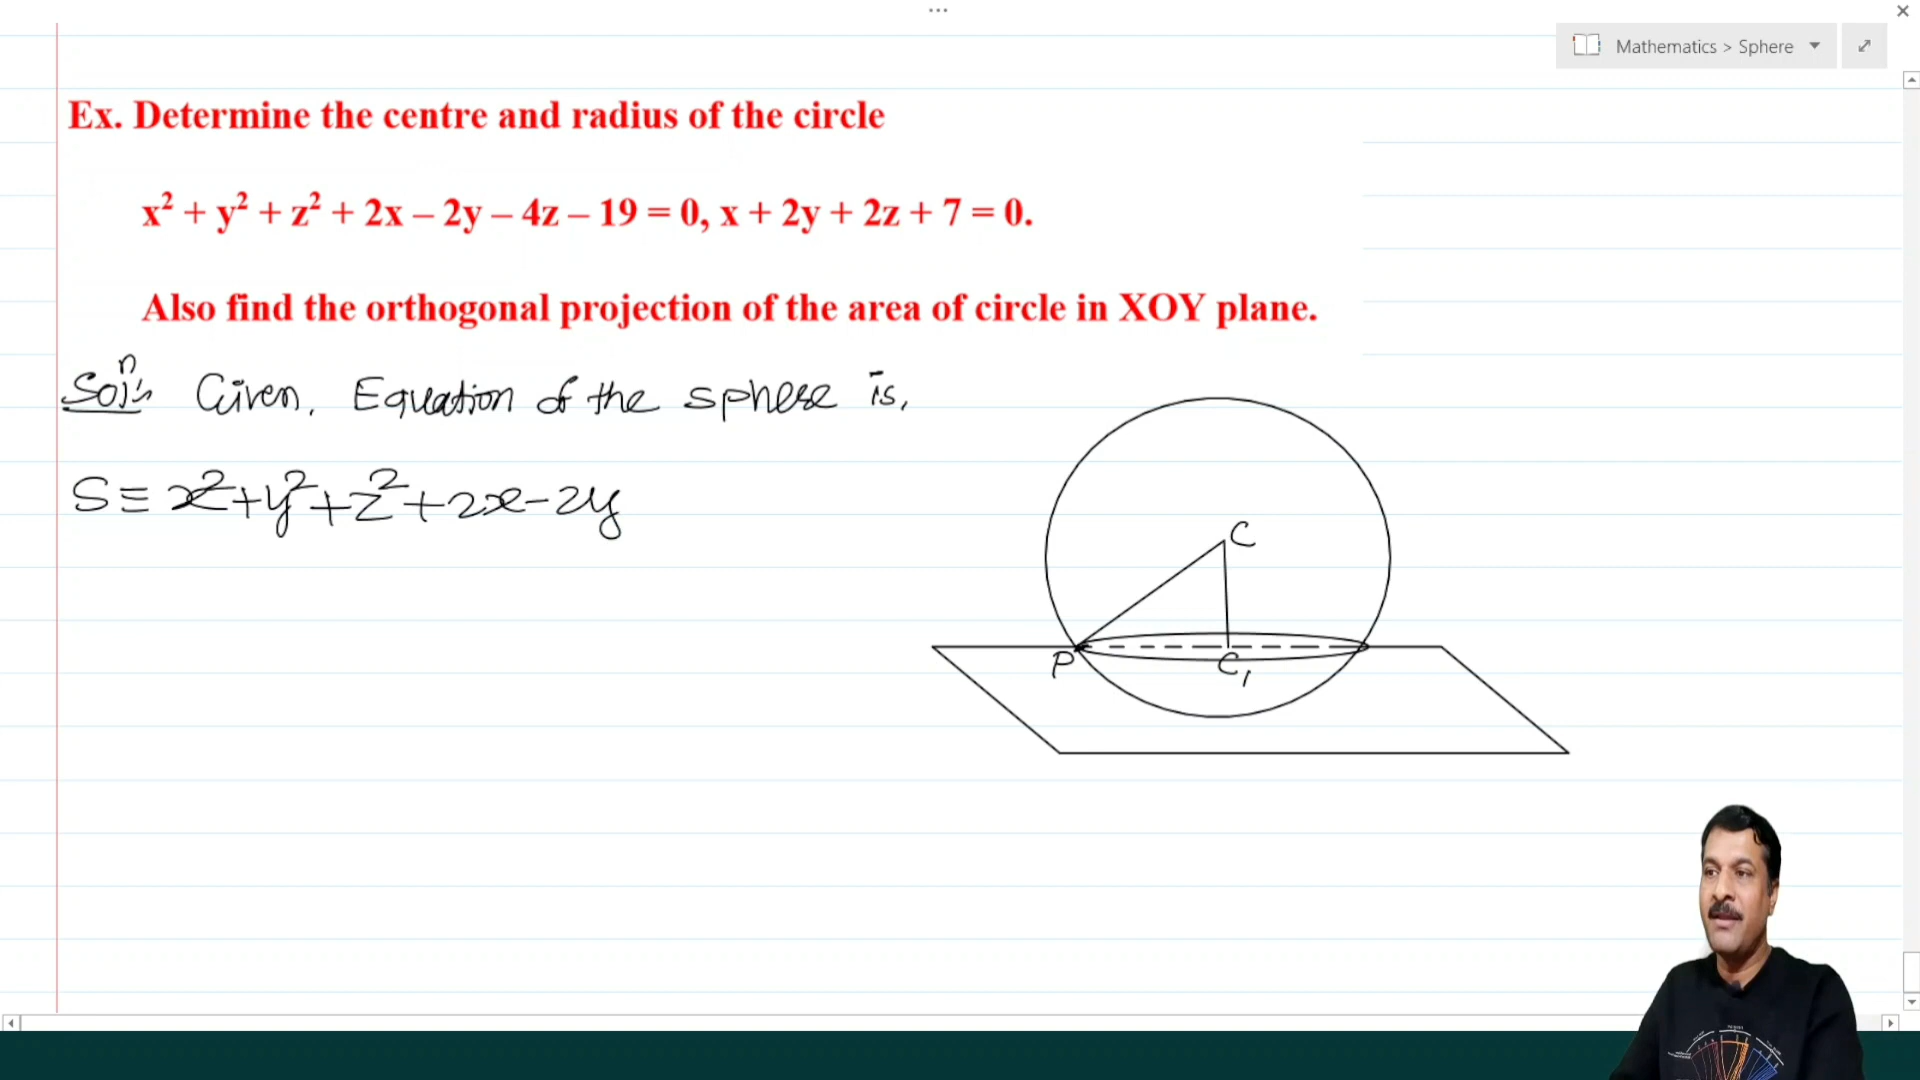 ...
Mathematics > Sphere
Ex. Determine the centre and radius of the circle
x² + y² + z² + 2x – 2y – 4z – 19 = 0, x + 2y + 2z + 7 = 0.
Also find the orthogonal projection of the area of circle in XOY plane.
Solⁿ: Given, Equation of the sphere is,
S ≡ x²+y²+z²+2x-2y
C
P
C₁